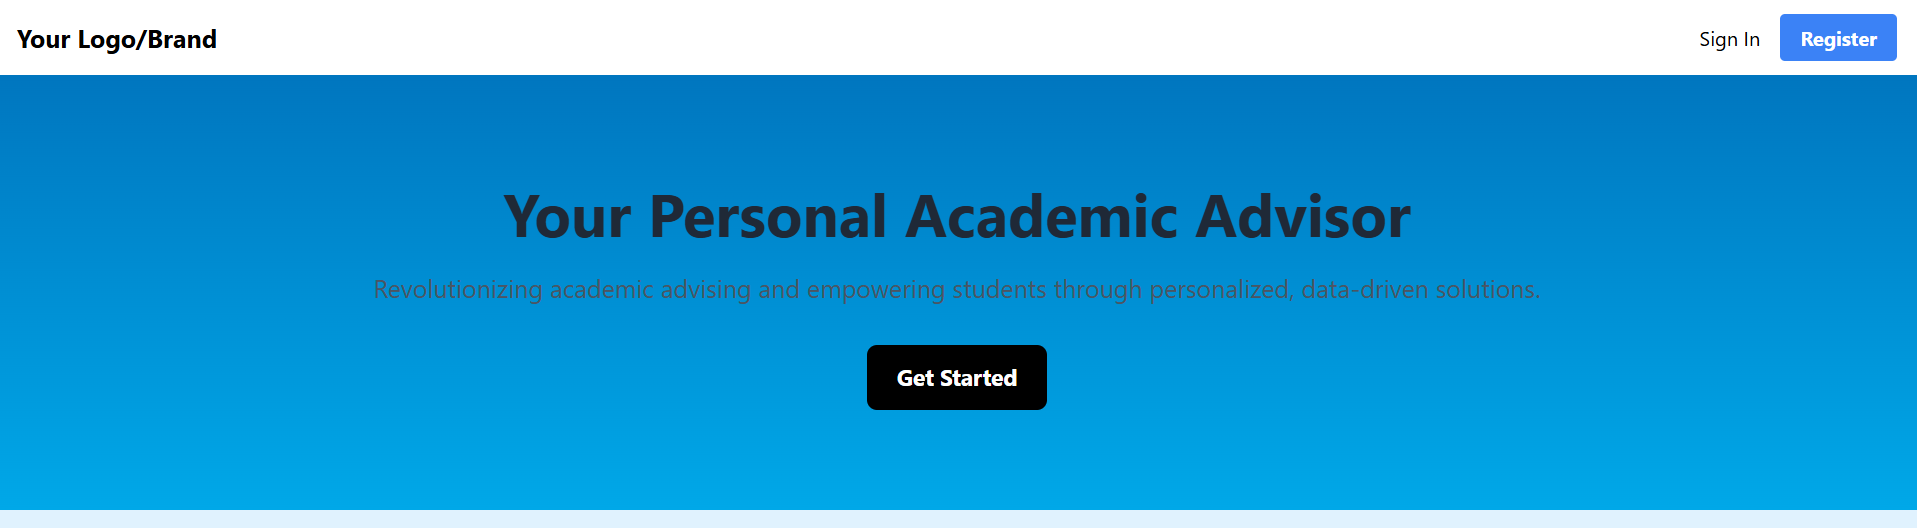 Your Logo/Brand
Sign In
Register
Your Personal Academic Advisor
Revolutionizing academic advising and empowering students through personalized, data-driven solutions.
Get Started